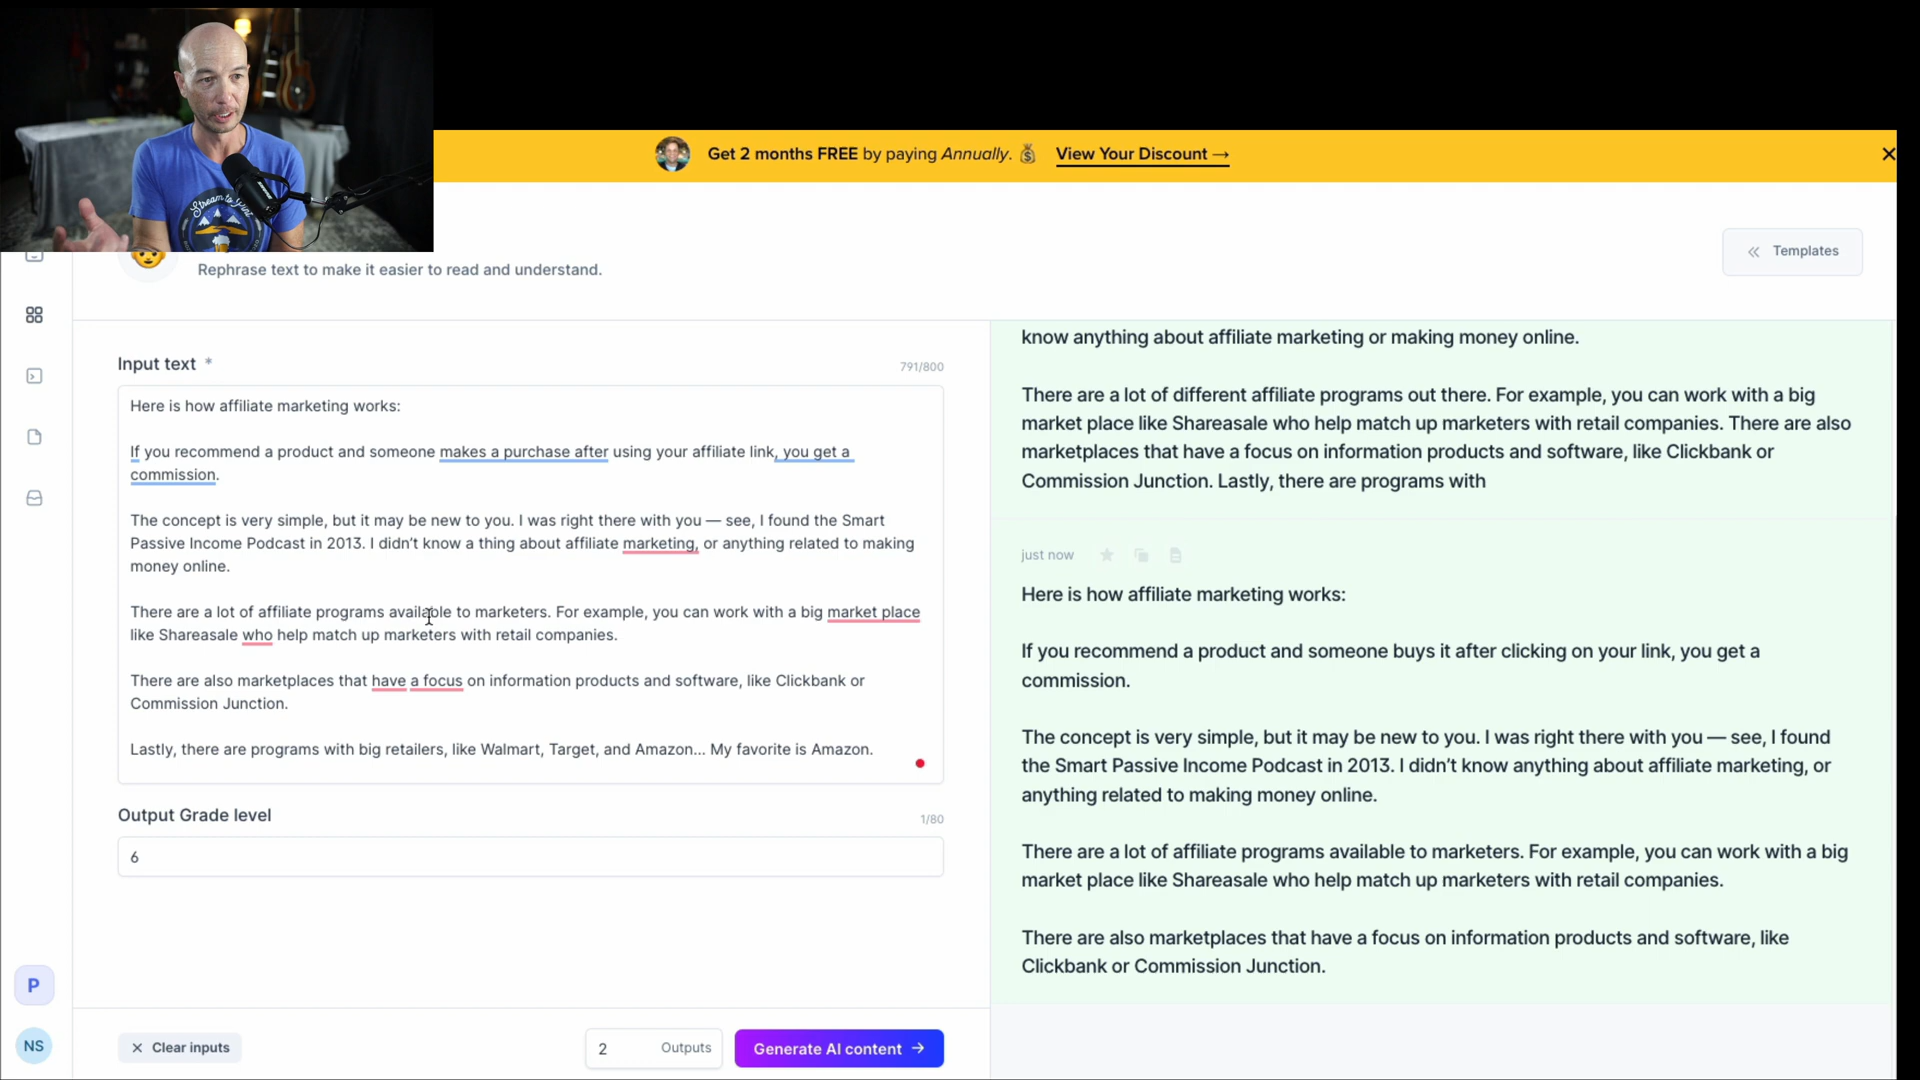 Stream to Pint
Get 2 months FREE by paying Annually. 💰 View Your Discount →
Templates
Rephrase text to make it easier to read and understand.
Input text *
791/800
Here is how affiliate marketing works:
If you recommend a product and someone makes a purchase after using your affiliate link, you get a
commission.
The concept is very simple, but it may be new to you. I was right there with you — see, I found the Smart
Passive Income Podcast in 2013. I didn’t know a thing about affiliate marketing, or anything related to making
money online.
There are a lot of affiliate programs available to marketers. For example, you can work with a big market place
like Shareasale who help match up marketers with retail companies.
There are also marketplaces that have a focus on information products and software, like Clickbank or
Commission Junction.
Lastly, there are programs with big retailers, like Walmart, Target, and Amazon... My favorite is Amazon.
Output Grade level
1/80
6
P
NS
Clear inputs
2 Outputs
Generate AI content →
know anything about affiliate marketing or making money online.
There are a lot of different affiliate programs out there. For example, you can work with a big
market place like Shareasale who help match up marketers with retail companies. There are also
marketplaces that have a focus on information products and software, like Clickbank or
Commission Junction. Lastly, there are programs with
just now
Here is how affiliate marketing works:
If you recommend a product and someone buys it after clicking on your link, you get a
commission.
The concept is very simple, but it may be new to you. I was right there with you — see, I found
the Smart Passive Income Podcast in 2013. I didn’t know anything about affiliate marketing, or
anything related to making money online.
There are a lot of affiliate programs available to marketers. For example, you can work with a big
market place like Shareasale who help match up marketers with retail companies.
There are also marketplaces that have a focus on information products and software, like
Clickbank or Commission Junction.